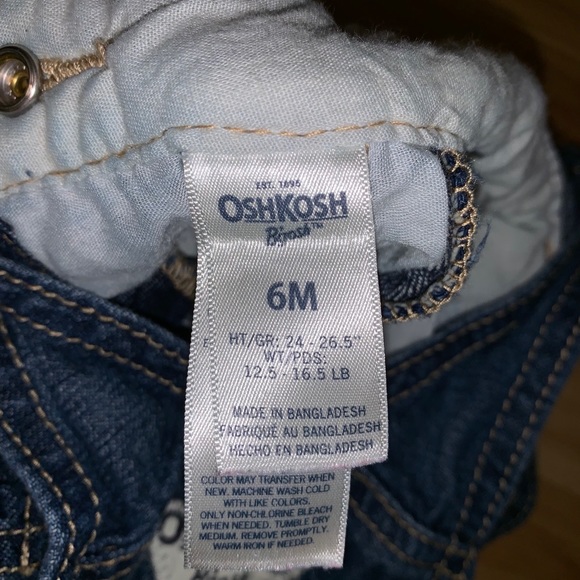 EST. 1895
OSHKOSH
B'gosh™
6M
HT/GR: 24 - 26.5"
WT/PDS:
12.5 - 16.5 LB
MADE IN BANGLADESH
FABRIQUÉ AU BANGLADESH
HECHO EN BANGLADESH
COLOR MAY TRANSFER WHEN
NEW. MACHINE WASH COLD
WITH LIKE COLORS.
ONLY NON-CHLORINE BLEACH
WHEN NEEDED. TUMBLE DRY
MEDIUM. REMOVE PROMPTLY.
WARM IRON IF NEEDED.